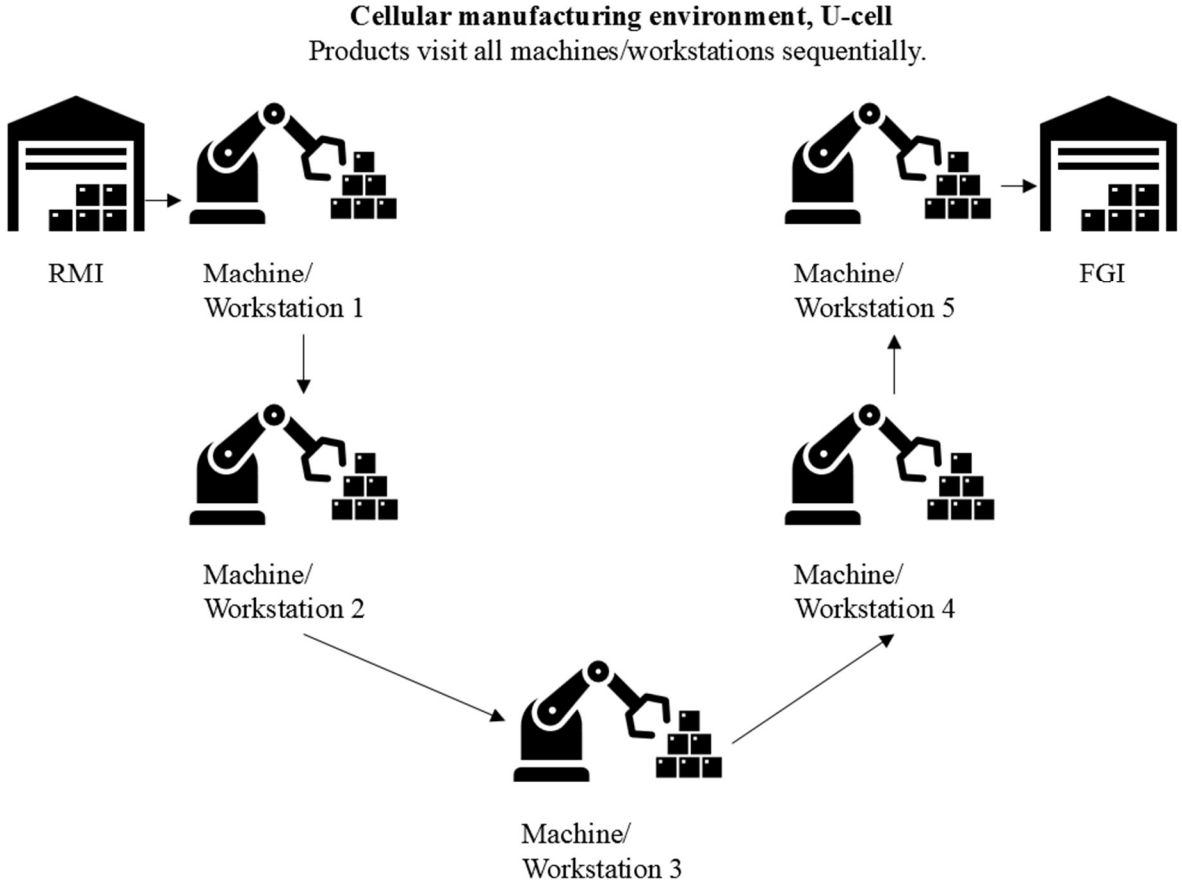 Cellular manufacturing environment, U-cell
Products visit all machines/workstations sequentially.
RMI
Machine/
Workstation 1
Machine/
Workstation 5
FGI
Machine/
Workstation 2
Machine/
Workstation 4
Machine/
Workstation 3